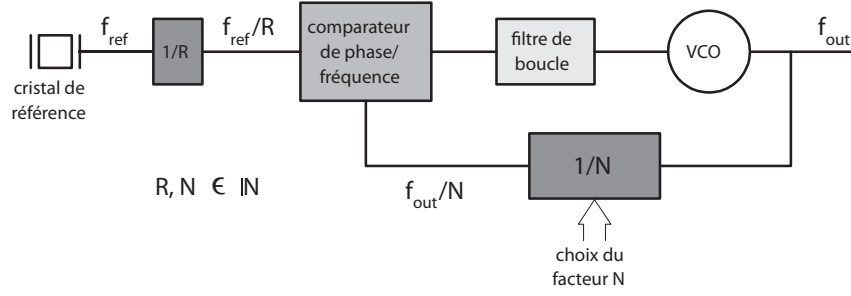 f_ref
1/R
f_ref/R
comparateur
de phase/
fréquence
filtre de
boucle
VCO
f_out
cristal de
référence
R, N ϵ |N
f_out/N
1/N
choix du
facteur N